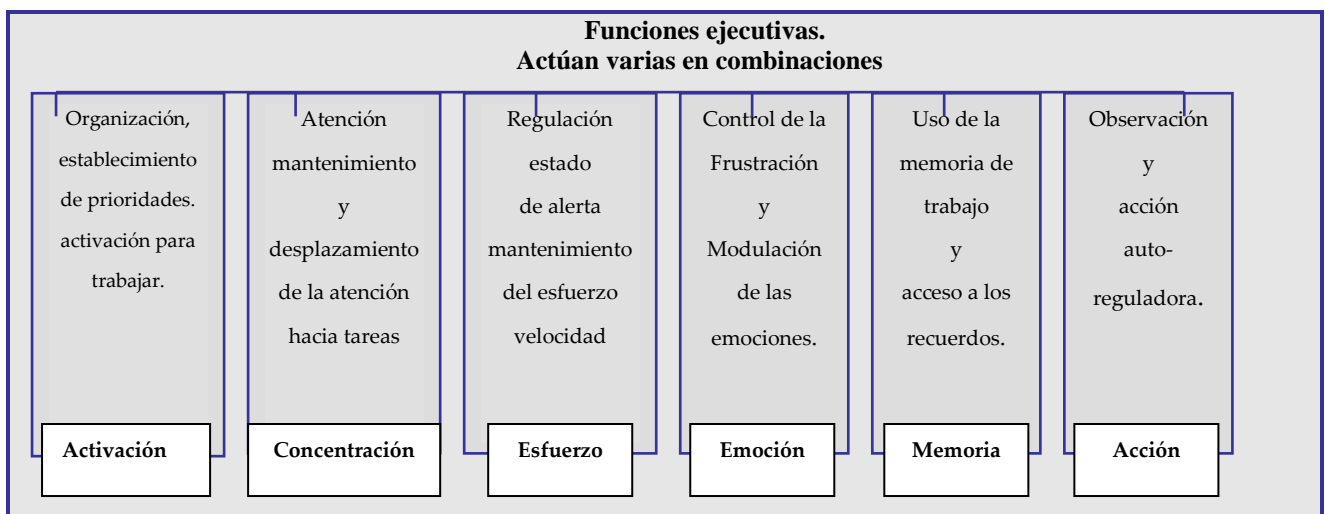 Funciones ejecutivas.
Actúan varias en combinaciones
Organización,
establecimiento
de prioridades.
activación para
trabajar.
Activación
Atención
mantenimiento
y
desplazamiento
de la atención
hacia tareas
Concentración
Regulación
estado
de alerta
mantenimiento
del esfuerzo
velocidad
Esfuerzo
Control de la
Frustración
y
Modulación
de las
emociones.
Emoción
Uso de la
memoria de
trabajo
y
acceso a los
recuerdos.
Memoria
Observación
y
acción
auto-
reguladora.
Acción